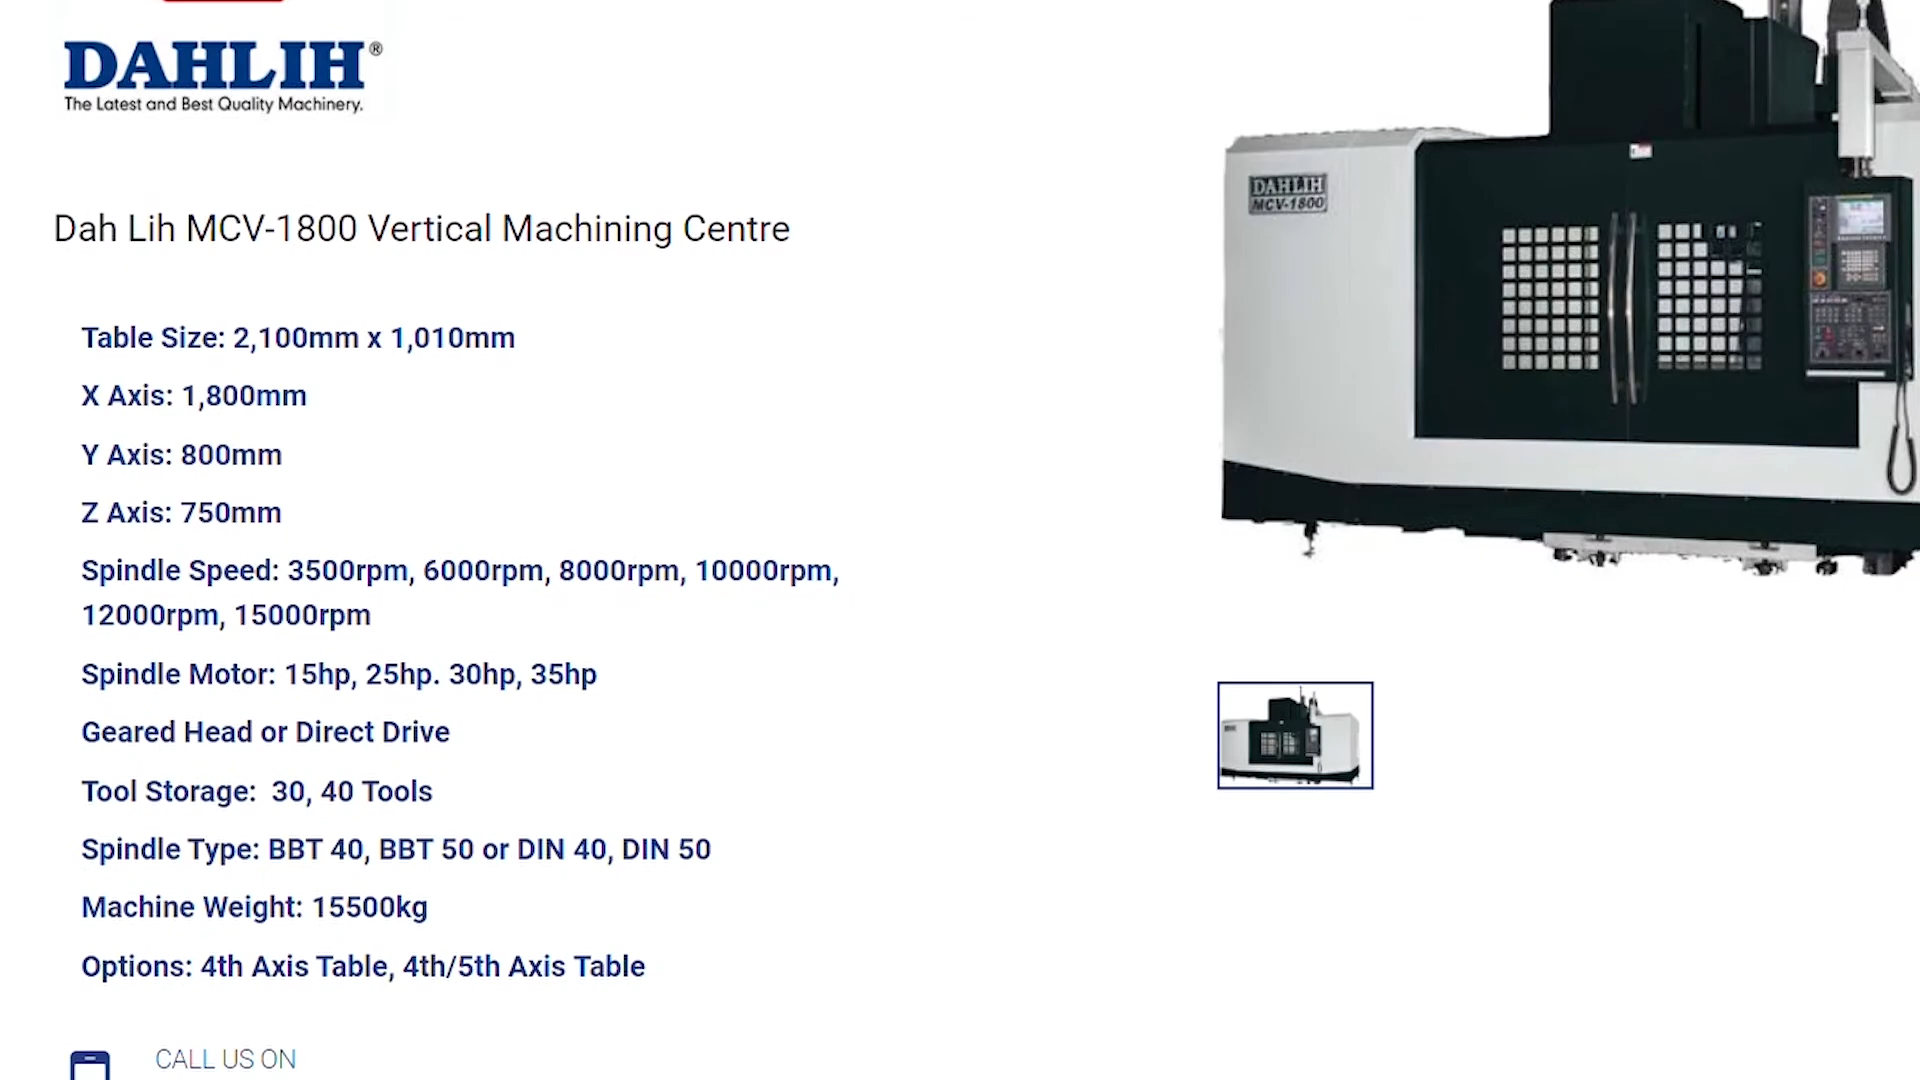 DAHLIH®
The Latest and Best Quality Machinery.
DAHLIH
MCV-1800
Dah Lih MCV-1800 Vertical Machining Centre
Table Size: 2,100mm x 1,010mm
X Axis: 1,800mm
Y Axis: 800mm
Z Axis: 750mm
Spindle Speed: 3500rpm, 6000rpm, 8000rpm, 10000rpm,
12000rpm, 15000rpm
Spindle Motor: 15hp, 25hp. 30hp, 35hp
Geared Head or Direct Drive
Tool Storage:  30, 40 Tools
Spindle Type: BBT 40, BBT 50 or DIN 40, DIN 50
Machine Weight: 15500kg
Options: 4th Axis Table, 4th/5th Axis Table
CALL US ON